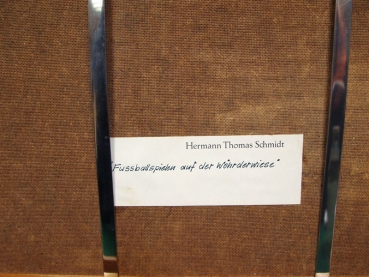 Hermann Thomas Schmidt
"Fussballspielen auf der Wöhrderwiese"